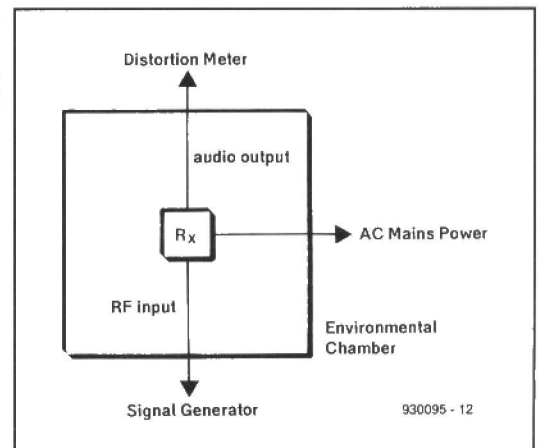 Distortion Meter
audio output
Rx
AC Mains Power
RF input
Environmental
Chamber
Signal Generator
930095 - 12